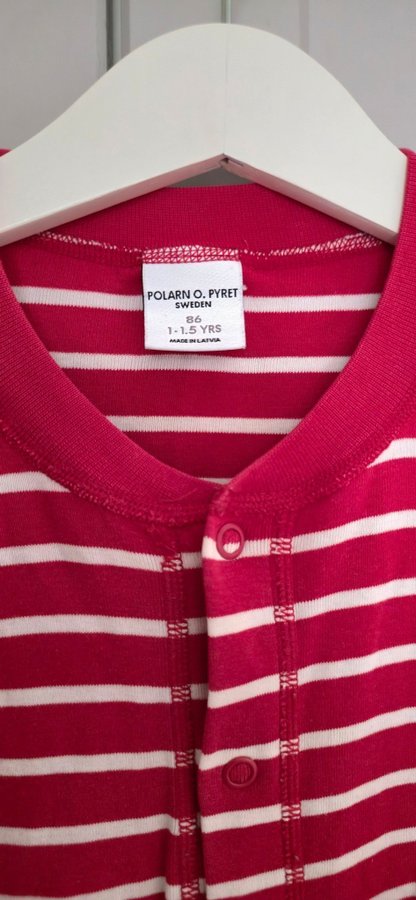 POLARN O. PYRET
SWEDEN
86
1-1.5 YRS
MADE IN LATVIA